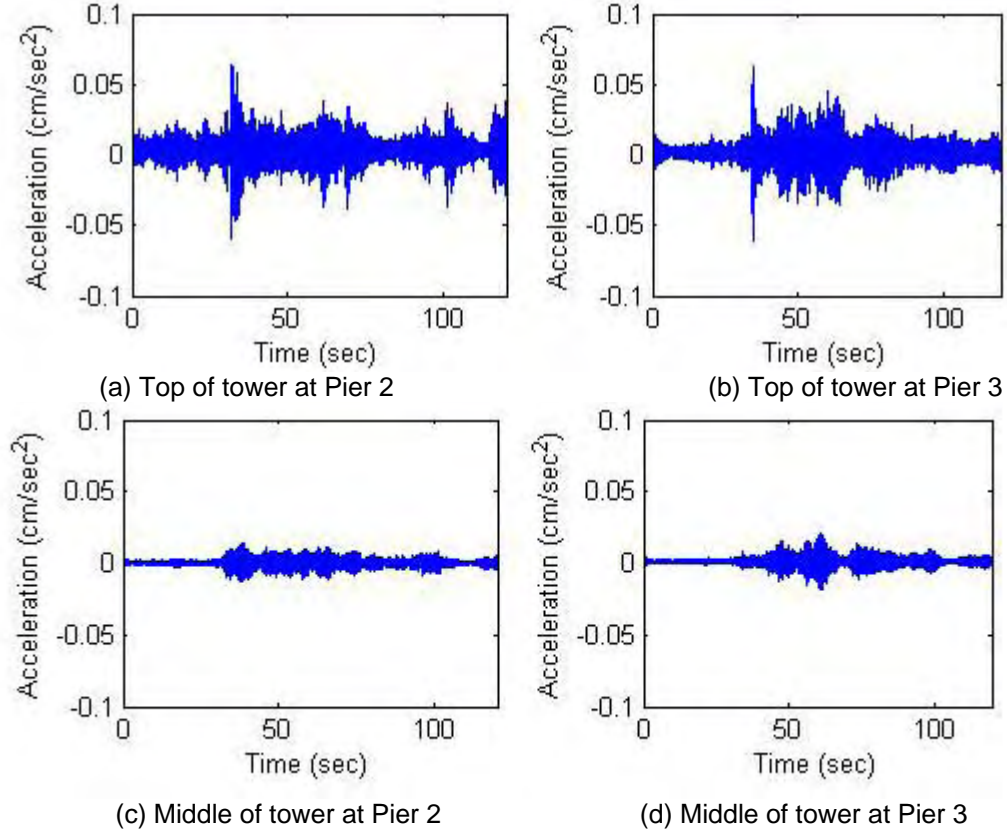 0.1
0.05
0
-0.05
-0.1
Acceleration (cm/sec²)
0 50 100
Time (sec)
(a) Top of tower at Pier 2
0.1
0.05
0
-0.05
-0.1
Acceleration (cm/sec²)
0 50 100
Time (sec)
(b) Top of tower at Pier 3
0.1
0.05
0
-0.05
-0.1
Acceleration (cm/sec²)
0 50 100
Time (sec)
(c) Middle of tower at Pier 2
0.1
0.05
0
-0.05
-0.1
Acceleration (cm/sec²)
0 50 100
Time (sec)
(d) Middle of tower at Pier 3